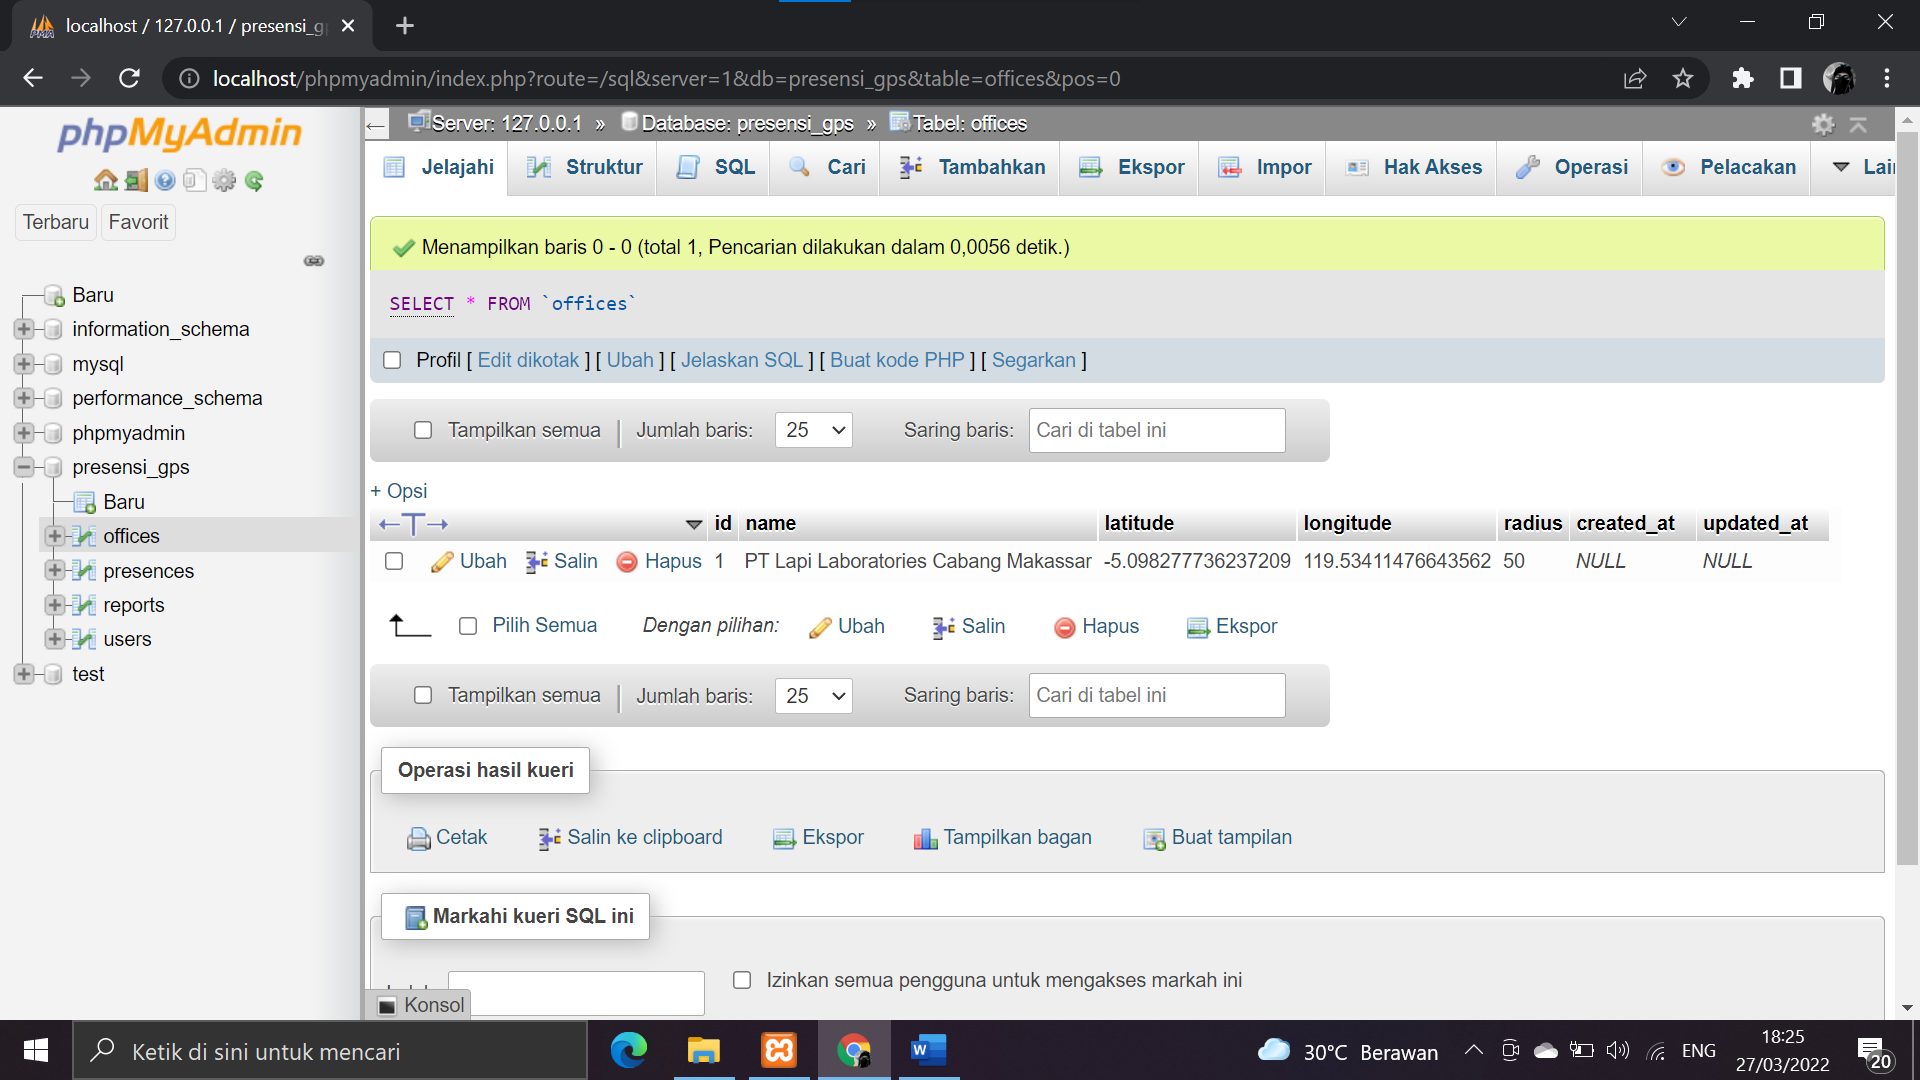 localhost / 127.0.0.1 / presensi_g
localhost/phpmyadmin/index.php?route=/sql&server=1&db=presensi_gps&table=offices&pos=0
phpMyAdmin
Terbaru Favorit
Baru
information_schema
mysql
performance_schema
phpmyadmin
presensi_gps
Baru
offices
presences
reports
users
test
Server: 127.0.0.1 » Database: presensi_gps » Tabel: offices
Jelajahi Struktur SQL Cari Tambahkan Ekspor Impor Hak Akses Operasi Pelacakan Lai
Menampilkan baris 0 - 0 (total 1, Pencarian dilakukan dalam 0,0056 detik.)
SELECT * FROM `offices`
Profil [ Edit dikotak ] [ Ubah ] [ Jelaskan SQL ] [ Buat kode PHP ] [ Segarkan ]
Tampilkan semua | Jumlah baris: 25 Saring baris: Cari di tabel ini
+ Opsi
←T→ id name latitude longitude radius created_at updated_at
Ubah Salin Hapus 1 PT Lapi Laboratories Cabang Makassar -5.098277736237209 119.53411476643562 50 NULL NULL
Pilih Semua Dengan pilihan: Ubah Salin Hapus Ekspor
Tampilkan semua | Jumlah baris: 25 Saring baris: Cari di tabel ini
Operasi hasil kueri
Cetak Salin ke clipboard Ekspor Tampilkan bagan Buat tampilan
Markahi kueri SQL ini
Izinkan semua pengguna untuk mengakses markah ini
Konsol
Ketik di sini untuk mencari
30°C Berawan
ENG
18:25
27/03/2022
20